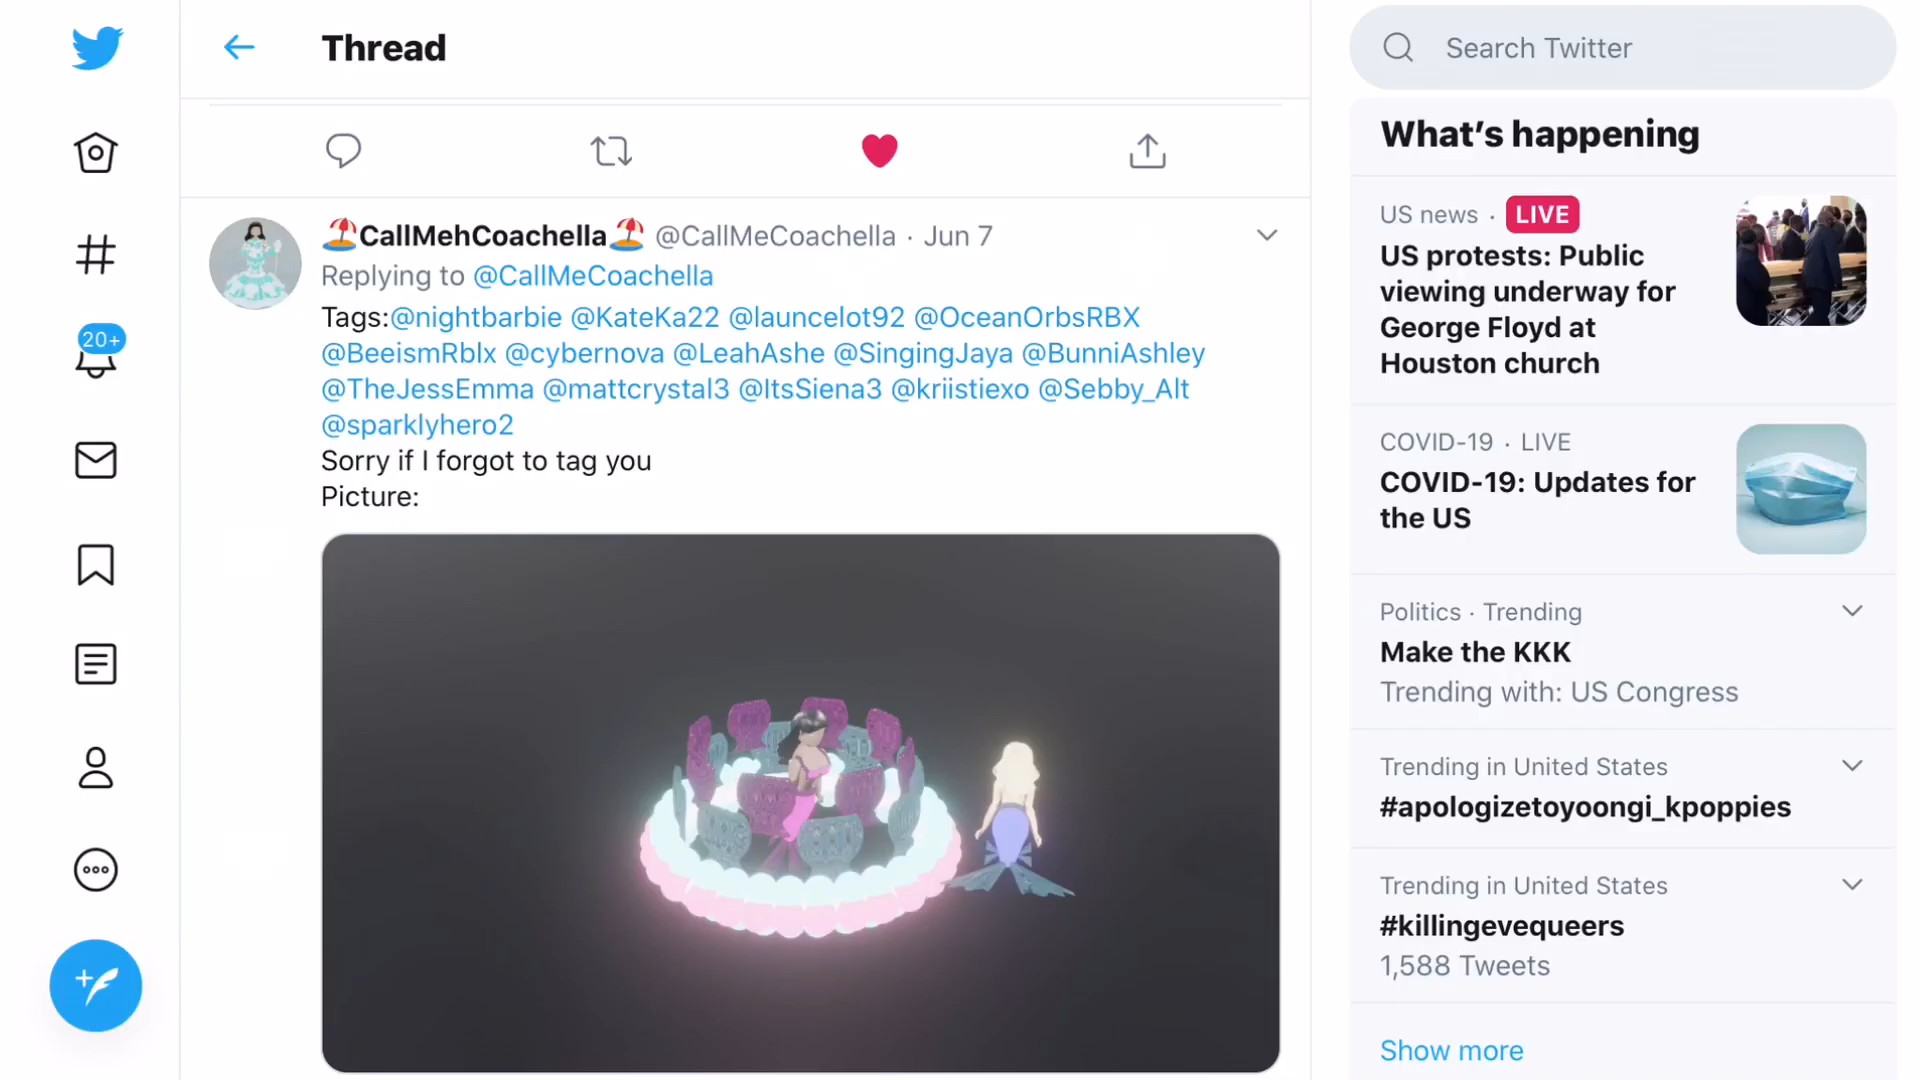 Thread
Search Twitter
What's happening
US news · LIVE
US protests: Public
viewing underway for
George Floyd at
Houston church
COVID-19 · LIVE
COVID-19: Updates for
the US
Politics · Trending
Make the KKK
Trending with: US Congress
Trending in United States
#apologizetoyoongi_kpoppies
Trending in United States
#killingevequeers
1,588 Tweets
Show more
20+
🏖️CallMehCoachella🏖️ @CallMeCoachella · Jun 7
Replying to @CallMeCoachella
Tags:@nightbarbie @KateKa22 @launcelot92 @OceanOrbsRBX
@BeeismRblx @cybernova @LeahAshe @SingingJaya @BunniAshley
@TheJessEmma @mattcrystal3 @ItsSiena3 @kriistiexo @Sebby_Alt
@sparklyhero2
Sorry if I forgot to tag you
Picture: